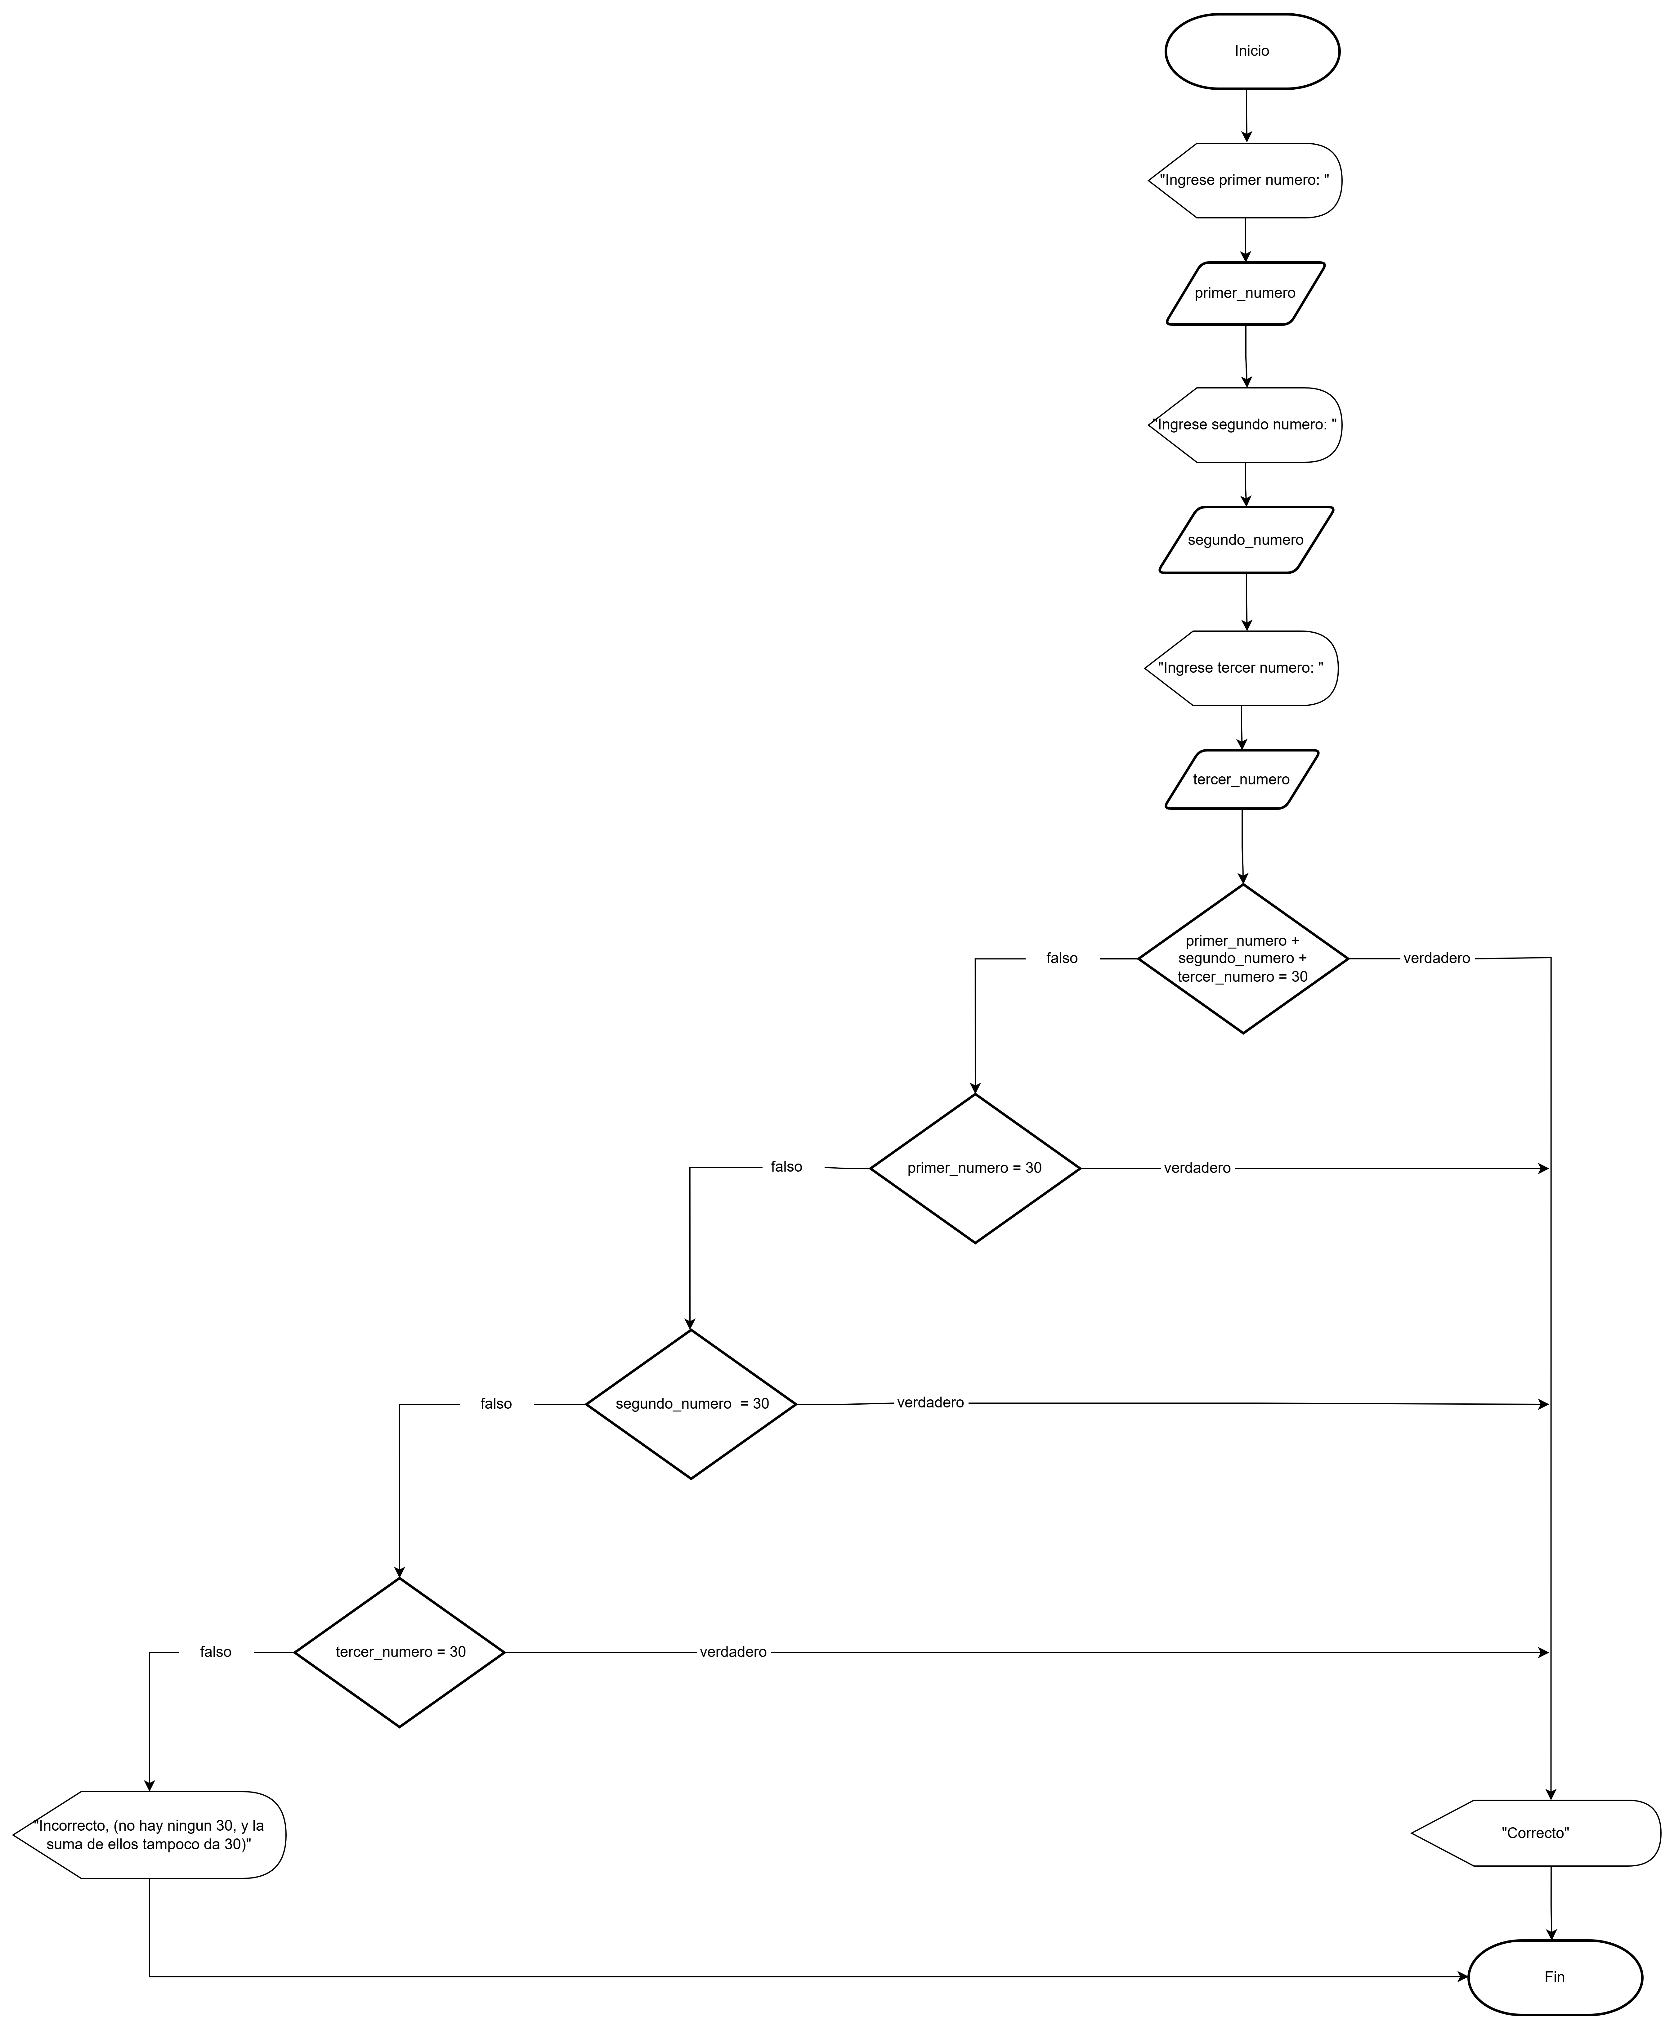 Inicio
"Ingrese primer numero: "
primer_numero
"Ingrese segundo numero: "
segundo_numero
"Ingrese tercer numero: "
tercer_numero
primer_numero +
segundo_numero +
tercer_numero = 30
falso
verdadero
falso
primer_numero = 30
verdadero
falso
segundo_numero  = 30
verdadero
falso
tercer_numero = 30
verdadero
"Incorrecto, (no hay ningun 30, y la
suma de ellos tampoco da 30)"
"Correcto"
Fin